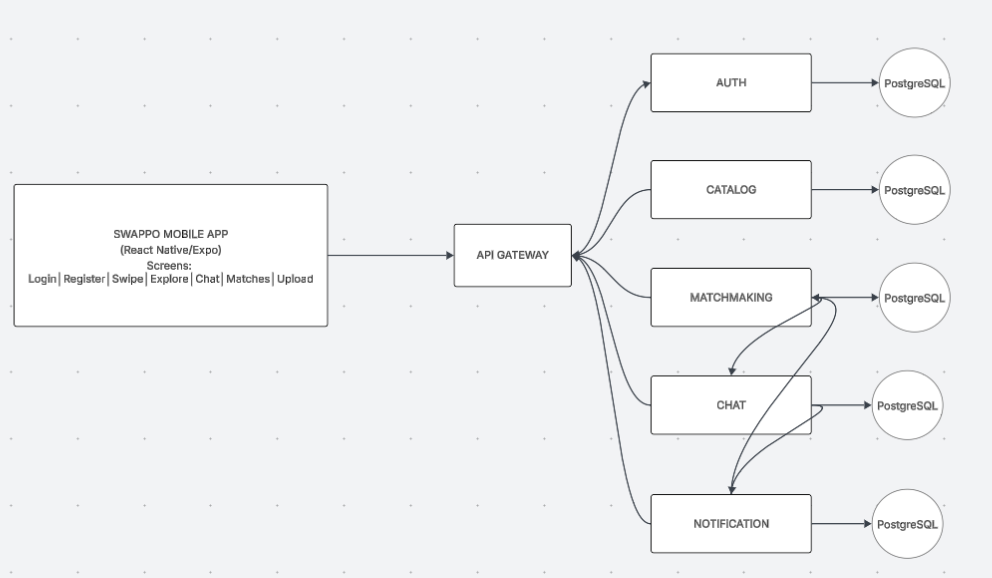 SWAPPO MOBILE APP
(React Native/Expo)
Screens:
Login|Register|Swipe|Explore|Chat|Matches|Upload
API GATEWAY
AUTH
PostgreSQL
CATALOG
PostgreSQL
MATCHMAKING
PostgreSQL
CHAT
PostgreSQL
NOTIFICATION
PostgreSQL